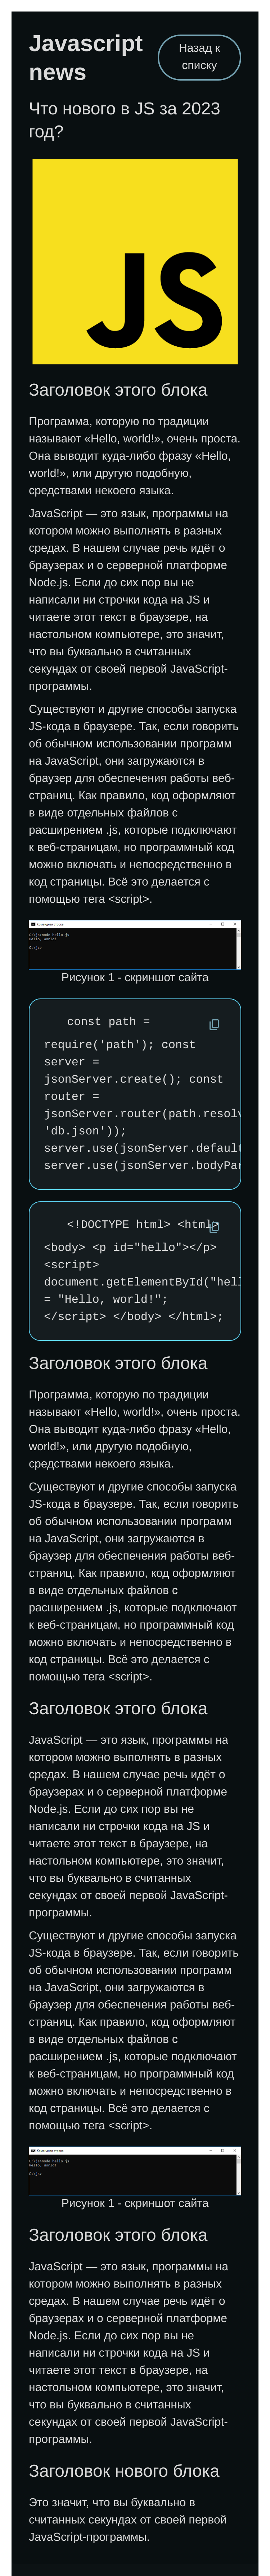 Javascript
news
Назад к
списку
Что нового в JS за 2023
год?
JS
Заголовок этого блока
Программа, которую по традиции
называют «Hello, world!», очень проста.
Она выводит куда-либо фразу «Hello,
world!», или другую подобную,
средствами некоего языка.
JavaScript — это язык, программы на
котором можно выполнять в разных
средах. В нашем случае речь идёт о
браузерах и о серверной платформе
Node.js. Если до сих пор вы не
написали ни строчки кода на JS и
читаете этот текст в браузере, на
настольном компьютере, это значит,
что вы буквально в считанных
секундах от своей первой JavaScript-
программы.
Существуют и другие способы запуска
JS-кода в браузере. Так, если говорить
об обычном использовании программ
на JavaScript, они загружаются в
браузер для обеспечения работы веб-
страниц. Как правило, код оформляют
в виде отдельных файлов с
расширением .js, которые подключают
к веб-страницам, но программный код
можно включать и непосредственно в
код страницы. Всё это делается с
помощью тега <script>.
Командная строка
C:\js>node hello.js
Hello, world!
C:\js>
Рисунок 1 - скриншот сайта
const path =
require('path'); const
server =
jsonServer.create(); const
router =
jsonServer.router(path.resolv
'db.json'));
server.use(jsonServer.default
server.use(jsonServer.bodyPar
<!DOCTYPE html> <html>
<body> <p id="hello"></p>
<script>
document.getElementById("hell
= "Hello, world!";
</script> </body> </html>;
Заголовок этого блока
Программа, которую по традиции
называют «Hello, world!», очень проста.
Она выводит куда-либо фразу «Hello,
world!», или другую подобную,
средствами некоего языка.
Существуют и другие способы запуска
JS-кода в браузере. Так, если говорить
об обычном использовании программ
на JavaScript, они загружаются в
браузер для обеспечения работы веб-
страниц. Как правило, код оформляют
в виде отдельных файлов с
расширением .js, которые подключают
к веб-страницам, но программный код
можно включать и непосредственно в
код страницы. Всё это делается с
помощью тега <script>.
Заголовок этого блока
JavaScript — это язык, программы на
котором можно выполнять в разных
средах. В нашем случае речь идёт о
браузерах и о серверной платформе
Node.js. Если до сих пор вы не
написали ни строчки кода на JS и
читаете этот текст в браузере, на
настольном компьютере, это значит,
что вы буквально в считанных
секундах от своей первой JavaScript-
программы.
Существуют и другие способы запуска
JS-кода в браузере. Так, если говорить
об обычном использовании программ
на JavaScript, они загружаются в
браузер для обеспечения работы веб-
страниц. Как правило, код оформляют
в виде отдельных файлов с
расширением .js, которые подключают
к веб-страницам, но программный код
можно включать и непосредственно в
код страницы. Всё это делается с
помощью тега <script>.
Командная строка
C:\js>node hello.js
Hello, world!
C:\js>
Рисунок 1 - скриншот сайта
Заголовок этого блока
JavaScript — это язык, программы на
котором можно выполнять в разных
средах. В нашем случае речь идёт о
браузерах и о серверной платформе
Node.js. Если до сих пор вы не
написали ни строчки кода на JS и
читаете этот текст в браузере, на
настольном компьютере, это значит,
что вы буквально в считанных
секундах от своей первой JavaScript-
программы.
Заголовок нового блока
Это значит, что вы буквально в
считанных секундах от своей первой
JavaScript-программы.